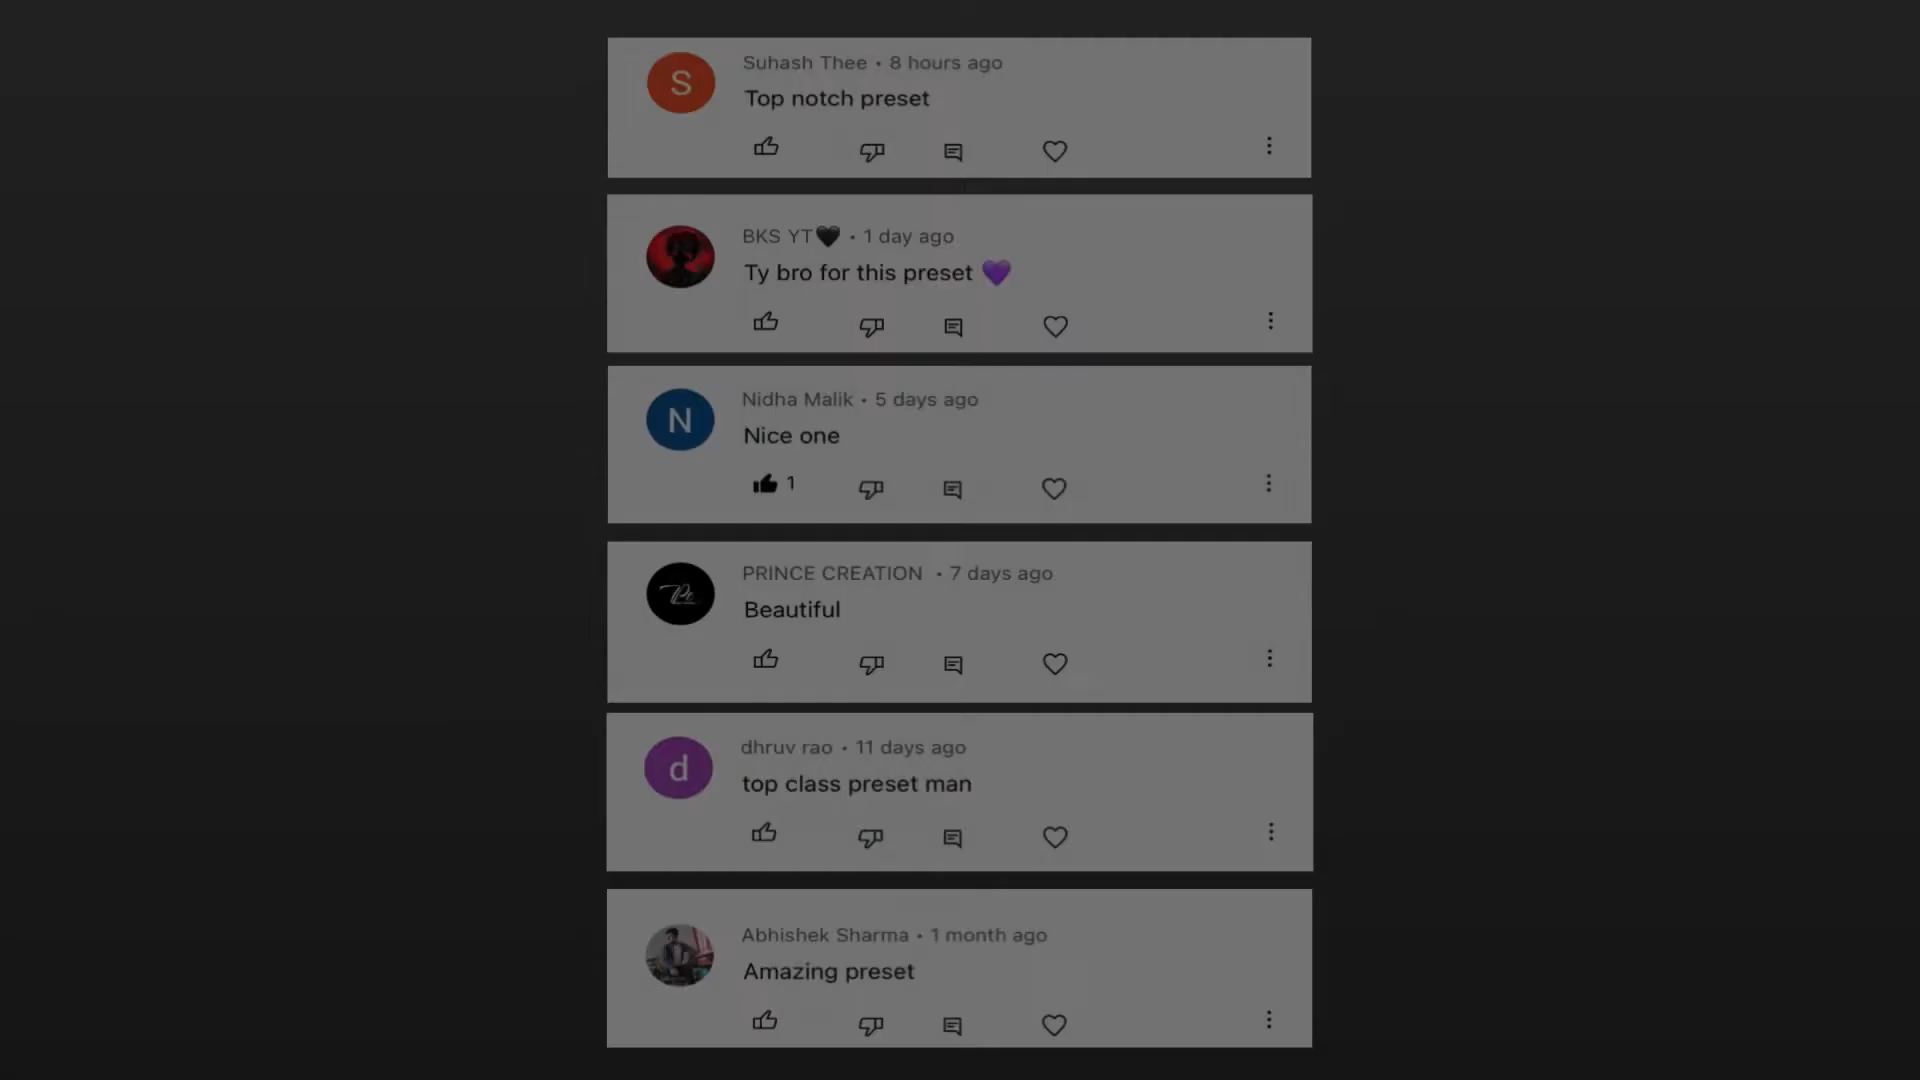 S
Suhash Thee • 8 hours ago
Top notch preset
BKS YT🖤 • 1 day ago
Ty bro for this preset 💜
N
Nidha Malik • 5 days ago
Nice one
1
PRINCE CREATION • 7 days ago
Beautiful
d
dhruv rao • 11 days ago
top class preset man
Abhishek Sharma • 1 month ago
Amazing preset